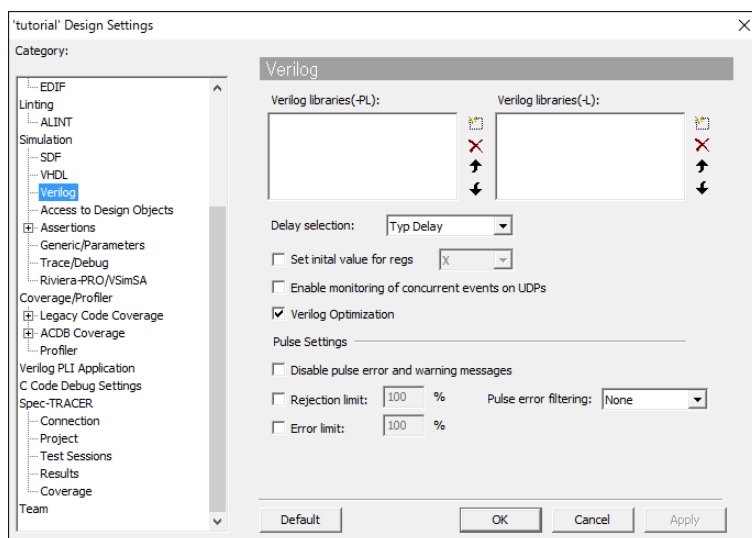 'tutorial' Design Settings
Category:
EDIF
Linting
ALINT
Simulation
SDF
VHDL
Verilog
Access to Design Objects
Assertions
Generic/Parameters
Trace/Debug
Riviera-PRO/VSimSA
Coverage/Profiler
Legacy Code Coverage
ACDB Coverage
Profiler
Verilog PLI Application
C Code Debug Settings
Spec-TRACER
Connection
Project
Test Sessions
Results
Coverage
Team
Verilog
Verilog libraries(-PL): Verilog libraries(-L):
Delay selection: Typ Delay
Set inital value for regs X
Enable monitoring of concurrent events on UDPs
Verilog Optimization
Pulse Settings
Disable pulse error and warning messages
Rejection limit: 100 % Pulse error filtering: None
Error limit: 100 %
Default OK Cancel Apply